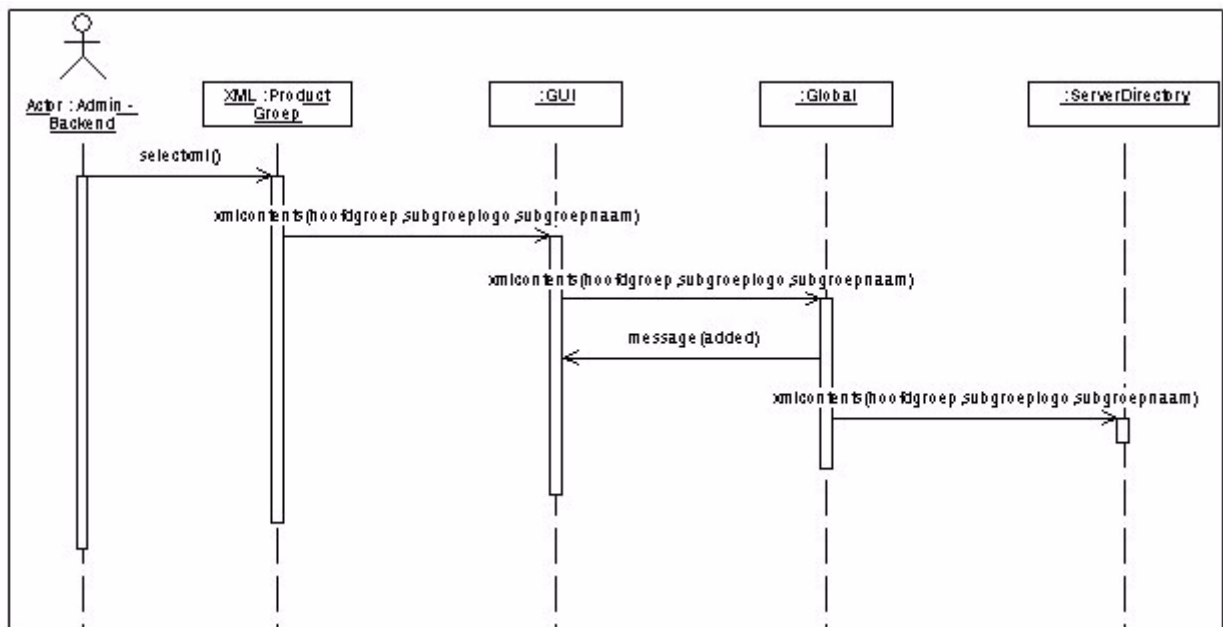 Actor : Admin -
Backend
XML :Product
Groep
:GUI
:Global
:ServerDirectory
selectxml()
xmlcontents(hoofdgroep,subgroeplogo,subgroepnaam)
xmlcontents(hoofdgroep,subgroeplogo,subgroepnaam)
message(added)
xmlcontents(hoofdgroep,subgroeplogo,subgroepnaam)